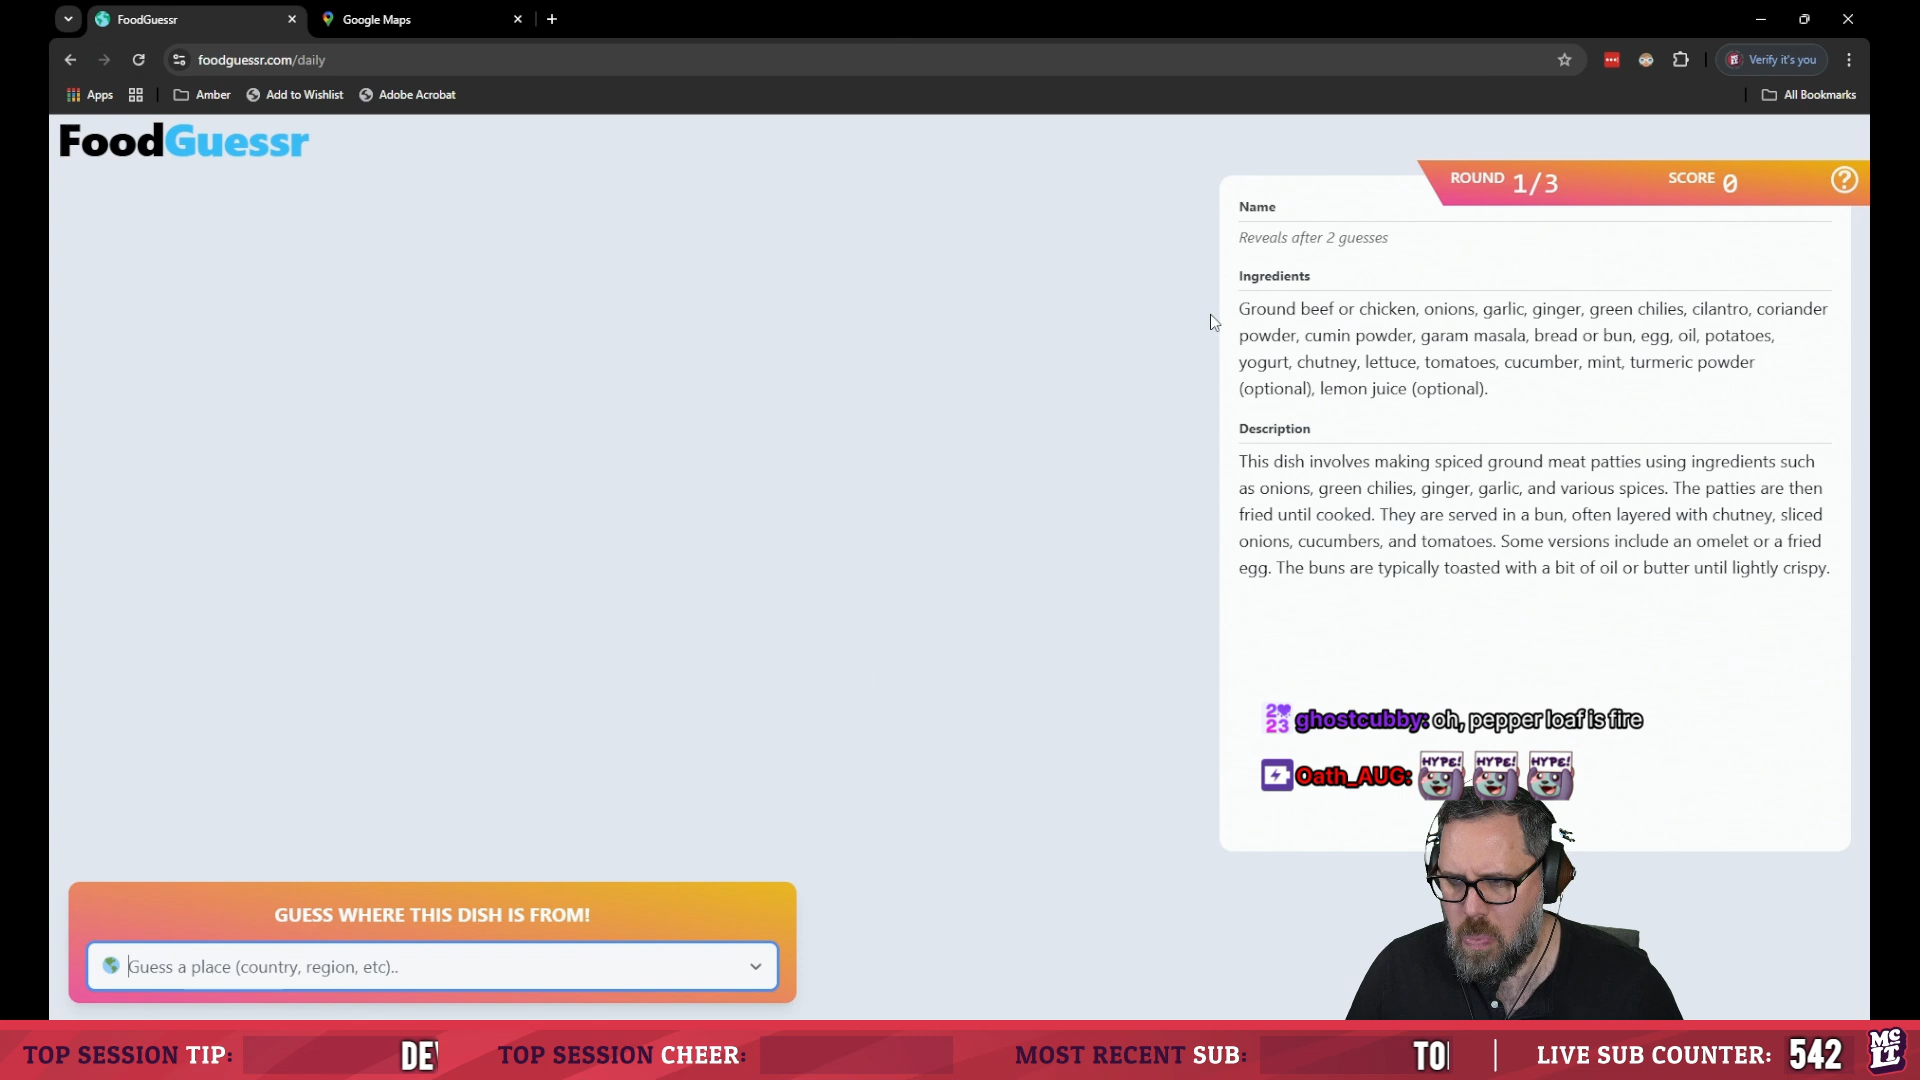 FoodGuessr
Google Maps
foodguessr.com/daily
Verify it's you
Apps
Amber
Add to Wishlist
Adobe Acrobat
All Bookmarks
FoodGuessr
ROUND 1/3
SCORE 0
Name
Reveals after 2 guesses
Ingredients
Ground beef or chicken, onions, garlic, ginger, green chilies, cilantro, coriander
powder, cumin powder, garam masala, bread or bun, egg, oil, potatoes,
yogurt, chutney, lettuce, tomatoes, cucumber, mint, turmeric powder
(optional), lemon juice (optional).
Description
This dish involves making spiced ground meat patties using ingredients such
as onions, green chilies, ginger, garlic, and various spices. The patties are then
fried until cooked. They are served in a bun, often layered with chutney, sliced
onions, cucumbers, and tomatoes. Some versions include an omelet or a fried
egg. The buns are typically toasted with a bit of oil or butter until lightly crispy.
2023 ghostcubby: oh, pepper loaf is fire
Oath_AUG: HYPE! HYPE! HYPE!
GUESS WHERE THIS DISH IS FROM!
Guess a place (country, region, etc)..
TOP SESSION TIP:
TOP SESSION CHEER:
MOST RECENT SUB:
TO
LIVE SUB COUNTER: 542
McIT